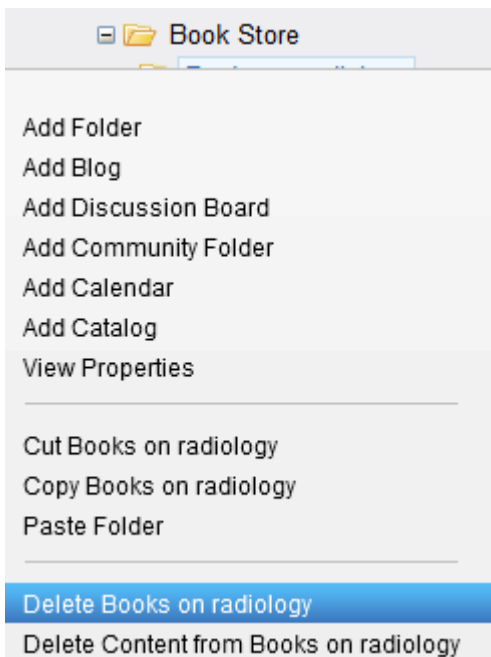 Book Store
Add Folder
Add Blog
Add Discussion Board
Add Community Folder
Add Calendar
Add Catalog
View Properties
Cut Books on radiology
Copy Books on radiology
Paste Folder
Delete Books on radiology
Delete Content from Books on radiology